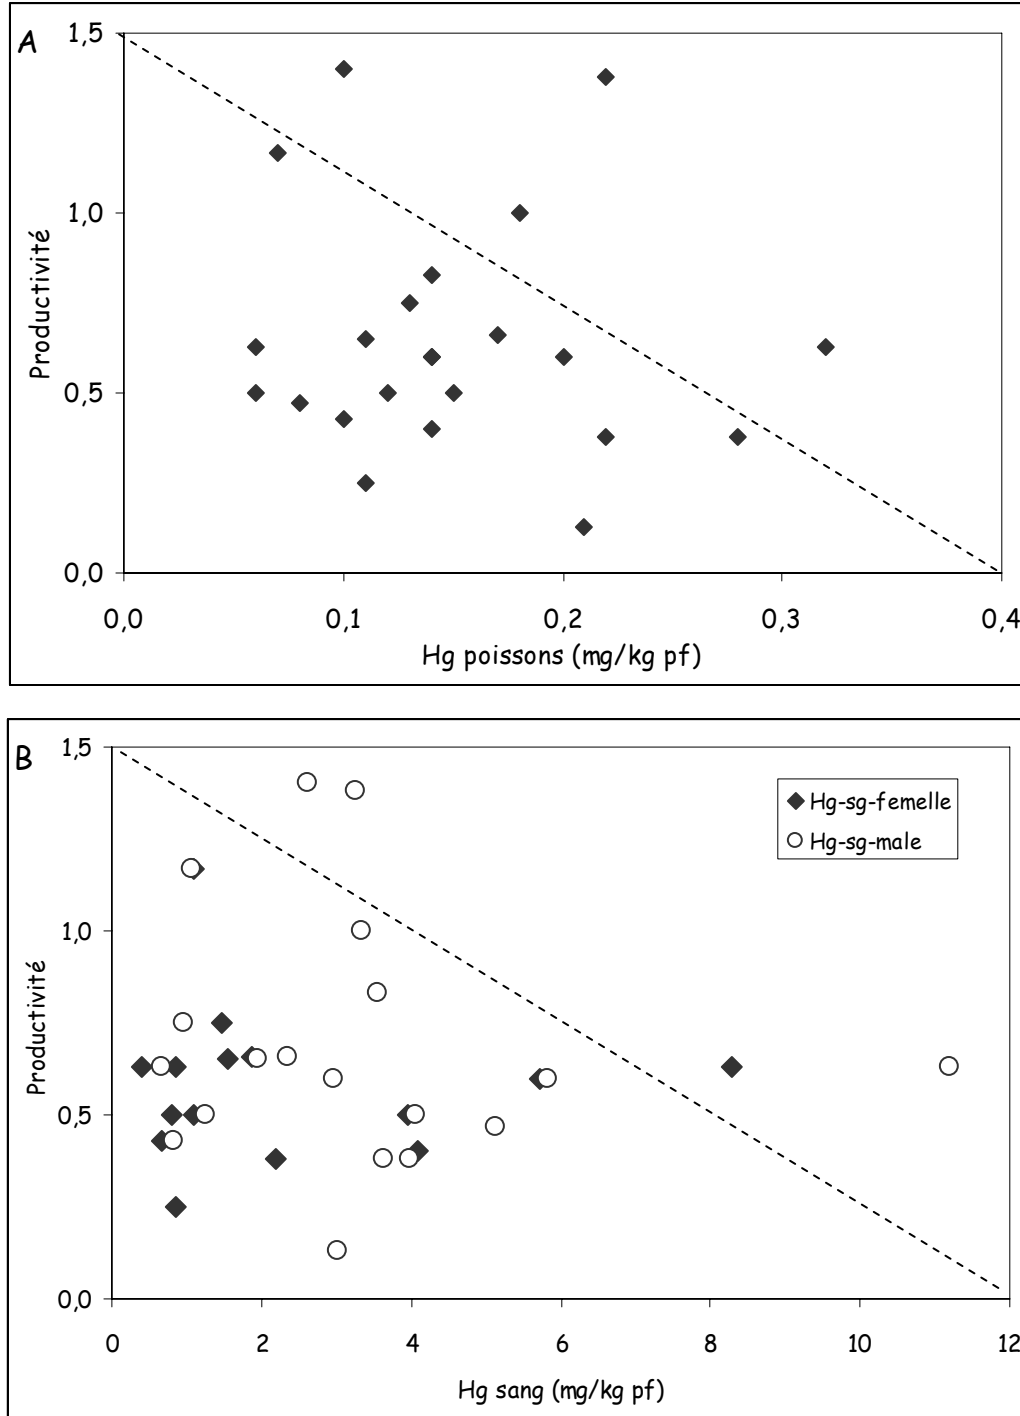 A
1,5
1,0
0,5
0,0
Productivité
0,0 0,1 0,2 0,3 0,4
Hg poissons (mg/kg pf)
B
1,5
1,0
0,5
0,0
Productivité
Hg-sg-femelle
Hg-sg-male
0 2 4 6 8 10 12
Hg sang (mg/kg pf)